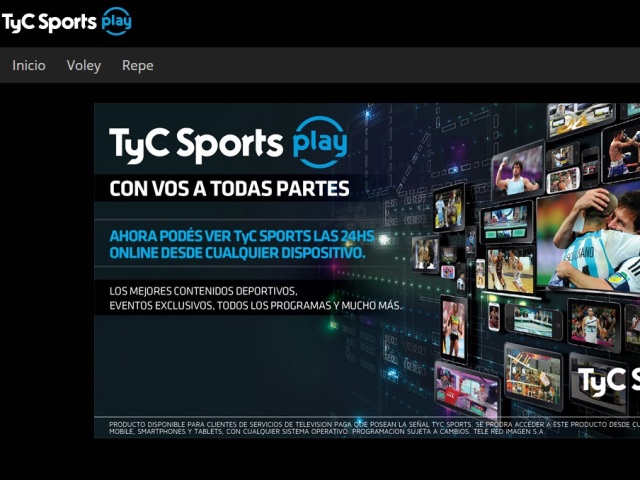 TyC Sports play
Inicio Voley Repe
TyC Sports play
CON VOS A TODAS PARTES
AHORA PODÉS VER TyC SPORTS LAS 24HS
ONLINE DESDE CUALQUIER DISPOSITIVO.
LOS MEJORES CONTENIDOS DEPORTIVOS,
EVENTOS EXCLUSIVOS, TODOS LOS PROGRAMAS Y MUCHO MÁS.
TyC S
PRODUCTO DISPONIBLE PARA CLIENTES DE SERVICIOS DE TELEVISION PAGA QUE POSEAN LA SEÑAL TYC SPORTS. SE PRODRA ACCEDER A ESTE PRODUCTO DESDE
MOBILE, SMARTPHONES Y TABLETS, CON CUALQUIER SISTEMA OPERATIVO. PROGRAMACION SUJETA A CAMBIOS. TELE RED IMAGEN S.A.